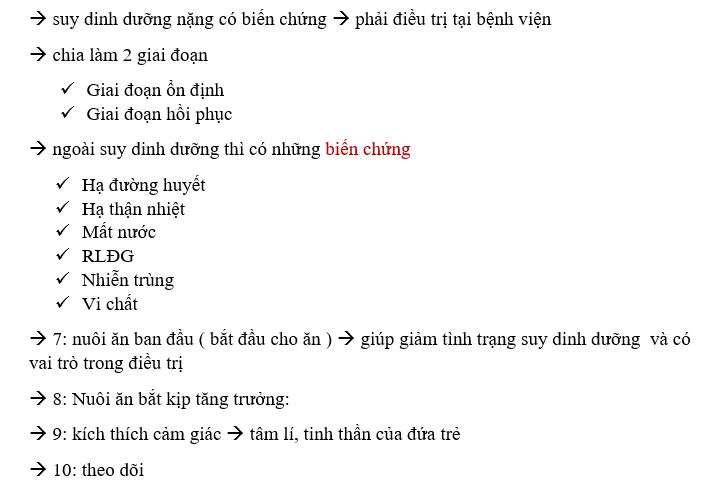 → suy dinh dưỡng nặng có biến chứng → phải điều trị tại bệnh viện
→ chia làm 2 giai đoạn
✓ Giai đoạn ổn định
✓ Giai đoạn hồi phục
→ ngoài suy dinh dưỡng thì có những biến chứng
✓ Hạ đường huyết
✓ Hạ thận nhiệt
✓ Mất nước
✓ RLĐG
✓ Nhiễn trùng
✓ Vi chất
→ 7: nuôi ăn ban đầu ( bắt đầu cho ăn ) → giúp giảm tình trạng suy dinh dưỡng  và có
vai trò trong điều trị
→ 8: Nuôi ăn bắt kịp tăng trưởng:
→ 9: kích thích cảm giác → tâm lí, tinh thần của đứa trẻ
→ 10: theo dõi